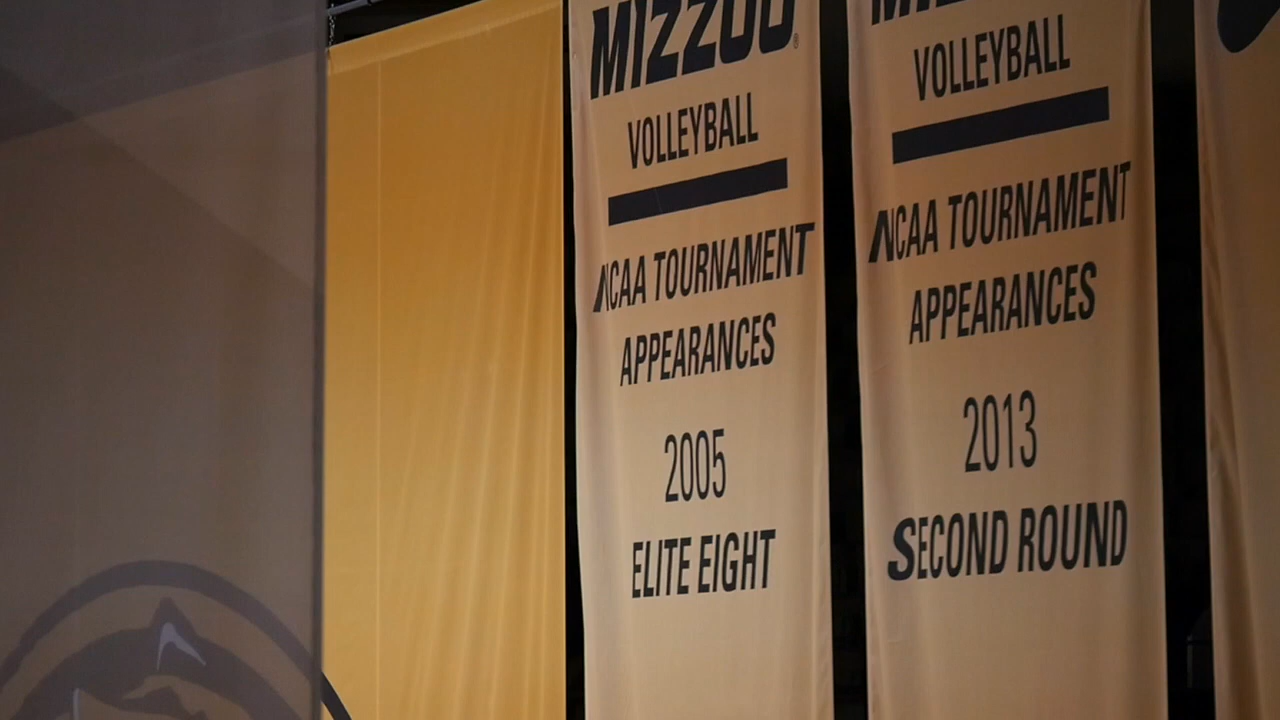 MIZZOU®
VOLLEYBALL
NCAA TOURNAMENT
APPEARANCES
2005
ELITE EIGHT
VOLLEYBALL
NCAA TOURNAMENT
APPEARANCES
2013
SECOND ROUND